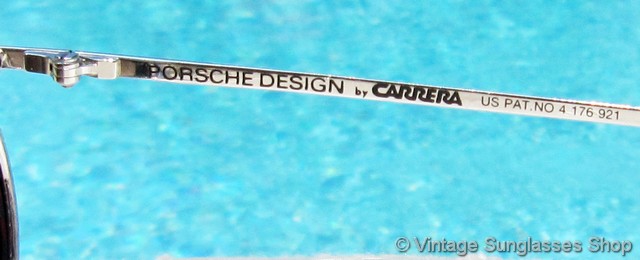 PORSCHE DESIGN by CARRERA US PAT.NO 4 176 921
© Vintage Sunglasses Shop